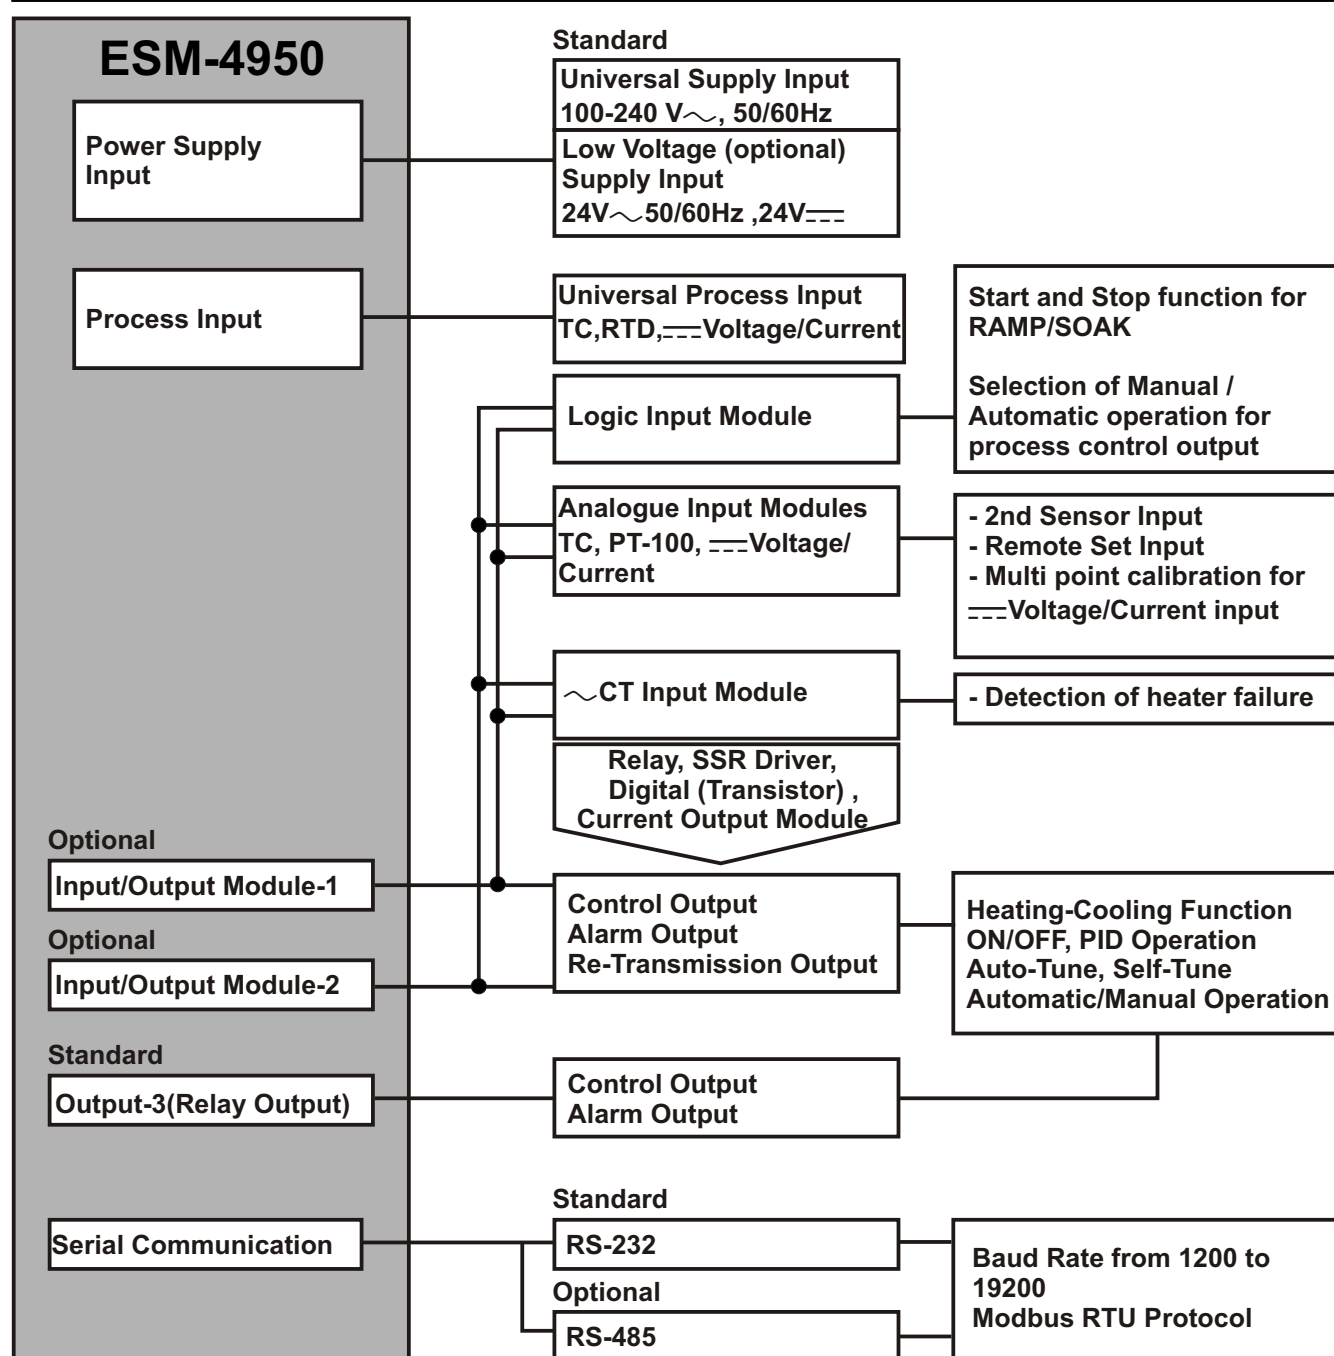 ESM-4950
Power Supply
Input
Standard
Universal Supply Input
100-240 V⏦, 50/60Hz
Low Voltage (optional)
Supply Input
24V⏦50/60Hz ,24V⎓
Process Input
Universal Process Input
TC,RTD,⎓Voltage/Current
Logic Input Module
Start and Stop function for
RAMP/SOAK
Selection of Manual /
Automatic operation for
process control output
Analogue Input Modules
TC, PT-100, ⎓Voltage/
Current
- 2nd Sensor Input
- Remote Set Input
- Multi point calibration for
⎓Voltage/Current input
⏦CT Input Module
- Detection of heater failure
Relay, SSR Driver,
Digital (Transistor) ,
Current Output Module
Optional
Input/Output Module-1
Optional
Input/Output Module-2
Control Output
Alarm Output
Re-Transmission Output
Heating-Cooling Function
ON/OFF, PID Operation
Auto-Tune, Self-Tune
Automatic/Manual Operation
Standard
Output-3(Relay Output)
Control Output
Alarm Output
Serial Communication
Standard
RS-232
Optional
RS-485
Baud Rate from 1200 to
19200
Modbus RTU Protocol